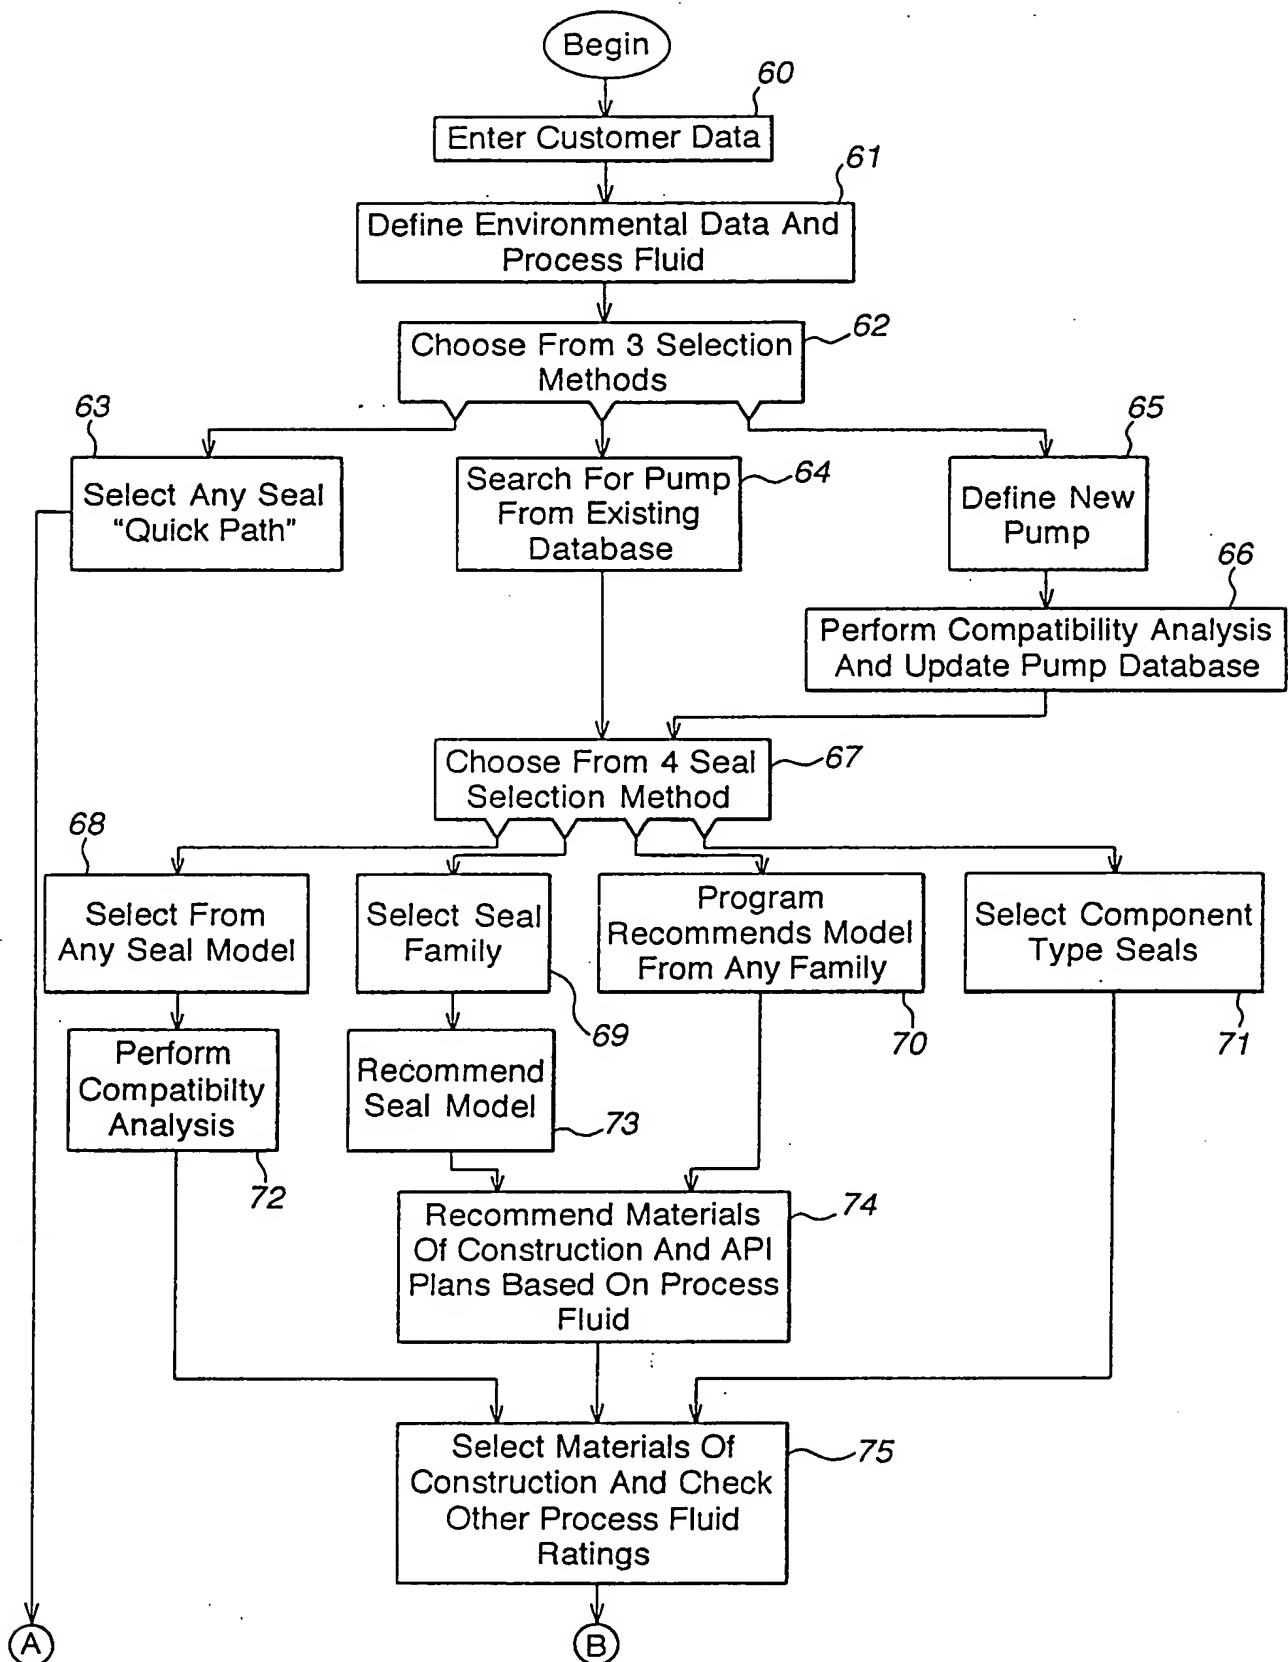 Begin
60
Enter Customer Data
61
Define Environmental Data And
Process Fluid
62
Choose From 3 Selection
Methods
63
Select Any Seal
“Quick Path”
64
Search For Pump
From Existing
Database
65
Define New
Pump
66
Perform Compatibility Analysis
And Update Pump Database
67
Choose From 4 Seal
Selection Method
68
Select From
Any Seal Model
Select Seal
Family
69
Program
Recommends Model
From Any Family
70
Select Component
Type Seals
71
Perform
Compatibilty
Analysis
72
Recommend
Seal Model
73
Recommend Materials
Of Construction And API
Plans Based On Process
Fluid
74
Select Materials Of
Construction And Check
Other Process Fluid
Ratings
75
A
B